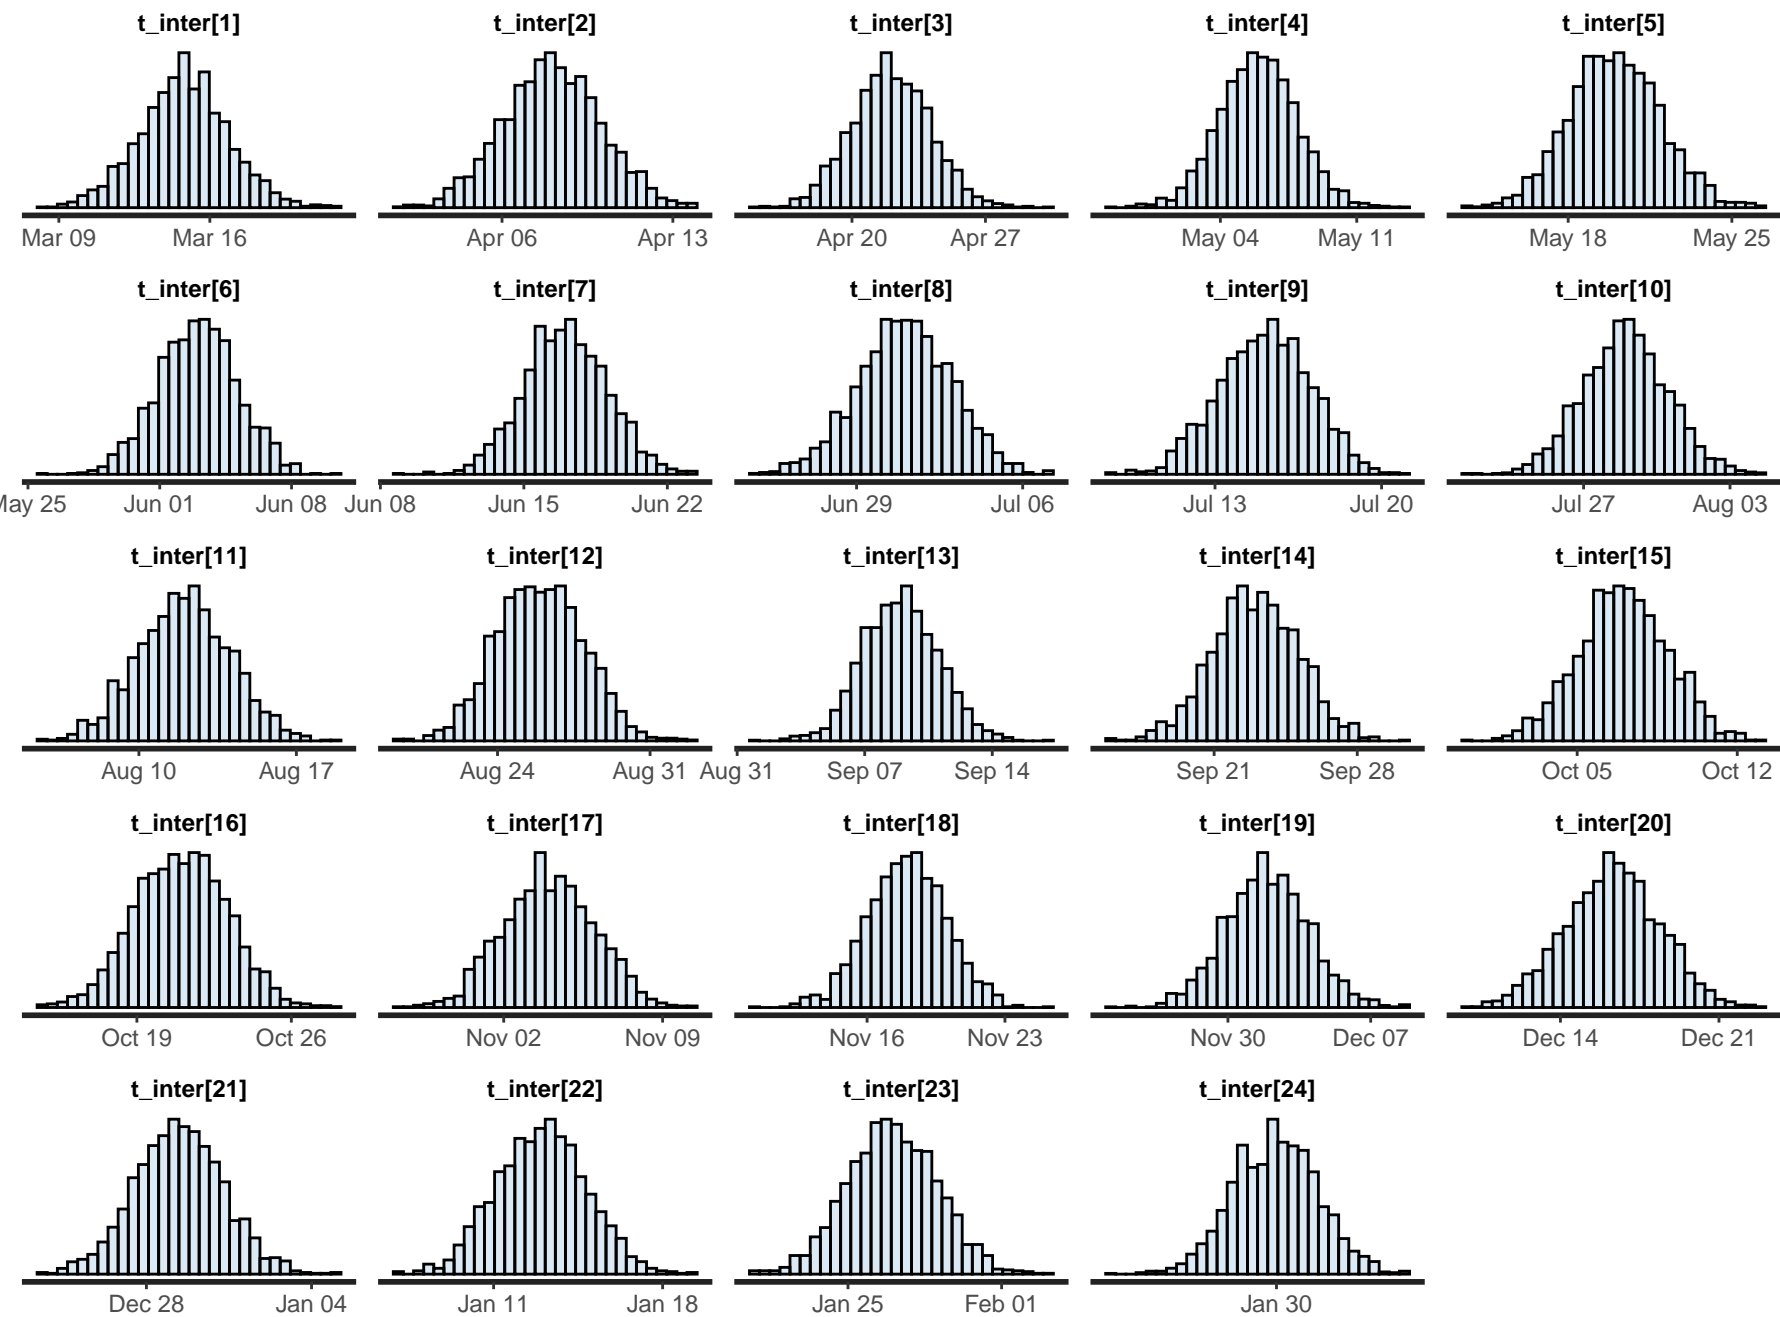 t_inter[1] t_inter[2] t_inter[3] t_inter[4] t_inter[5]
Mar 09 Mar 16 Apr 06 Apr 13 Apr 20 Apr 27 May 04 May 11 May 18 May 25
t_inter[6] t_inter[7] t_inter[8] t_inter[9] t_inter[10]
May 25 Jun 01 Jun 08 Jun 08 Jun 15 Jun 22 Jun 29 Jul 06 Jul 13 Jul 20 Jul 27 Aug 03
t_inter[11] t_inter[12] t_inter[13] t_inter[14] t_inter[15]
Aug 10 Aug 17 Aug 24 Aug 31 Aug 31 Sep 07 Sep 14 Sep 21 Sep 28 Oct 05 Oct 12
t_inter[16] t_inter[17] t_inter[18] t_inter[19] t_inter[20]
Oct 19 Oct 26 Nov 02 Nov 09 Nov 16 Nov 23 Nov 30 Dec 07 Dec 14 Dec 21
t_inter[21] t_inter[22] t_inter[23] t_inter[24]
Dec 28 Jan 04 Jan 11 Jan 18 Jan 25 Feb 01 Jan 30